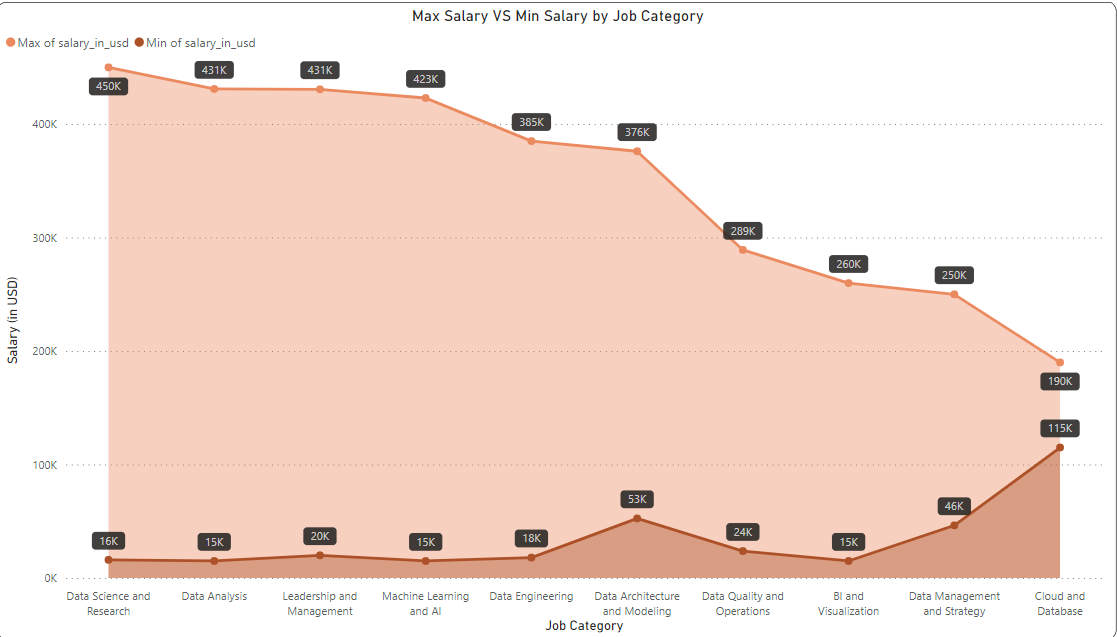 Max Salary VS Min Salary by Job Category
Max of salary_in_usd Min of salary_in_usd
450K
431K
431K
423K
385K
376K
289K
260K
250K
190K
115K
16K
15K
20K
15K
18K
53K
24K
15K
46K
400K
300K
200K
100K
0K
Salary (in USD)
Data Science and
Research
Data Analysis
Leadership and
Management
Machine Learning
and AI
Data Engineering
Data Architecture
and Modeling
Data Quality and
Operations
BI and
Visualization
Data Management
and Strategy
Cloud and
Database
Job Category